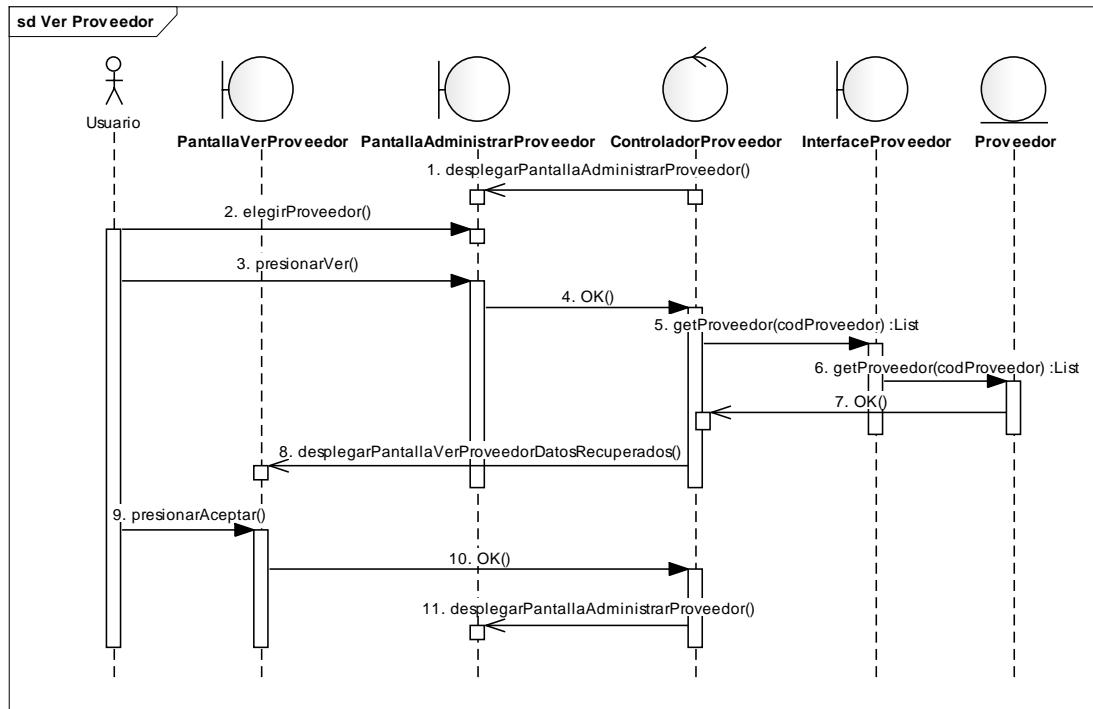 sd Ver Proveedor
Usuario
PantallaVerProveedor
PantallaAdministrarProveedor
ControladorProveedor
InterfaceProveedor
Proveedor
1. desplegarPantallaAdministrarProveedor()
2. elegirProveedor()
3. presionarVer()
4. OK()
5. getProveedor(codProveedor) :List
6. getProveedor(codProveedor) :List
7. OK()
8. desplegarPantallaVerProveedorDatosRecuperados()
9. presionarAceptar()
10. OK()
11. desplegarPantallaAdministrarProveedor()